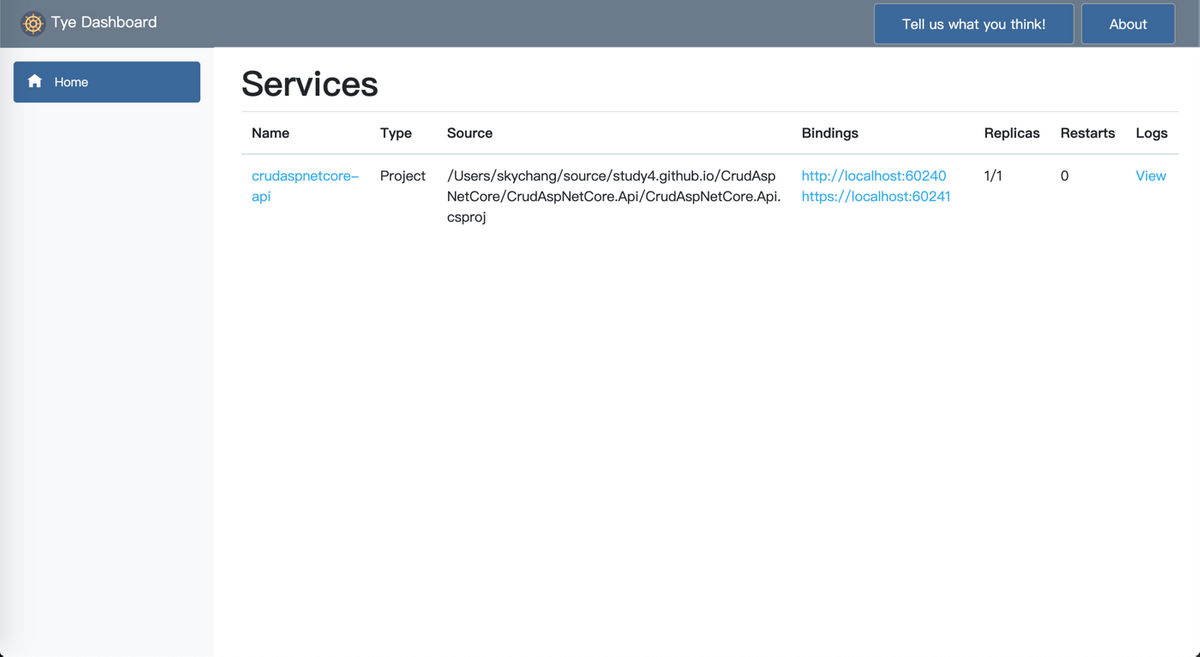 Tye Dashboard
Tell us what you think!
About
Home
Services
Name Type Source Bindings Replicas Restarts Logs
crudaspnetcore- Project /Users/skychang/source/study4.github.io/CrudAsp http://localhost:60240 1/1 0 View
api NetCore/CrudAspNetCore.Api/CrudAspNetCore.Api. https://localhost:60241
csproj